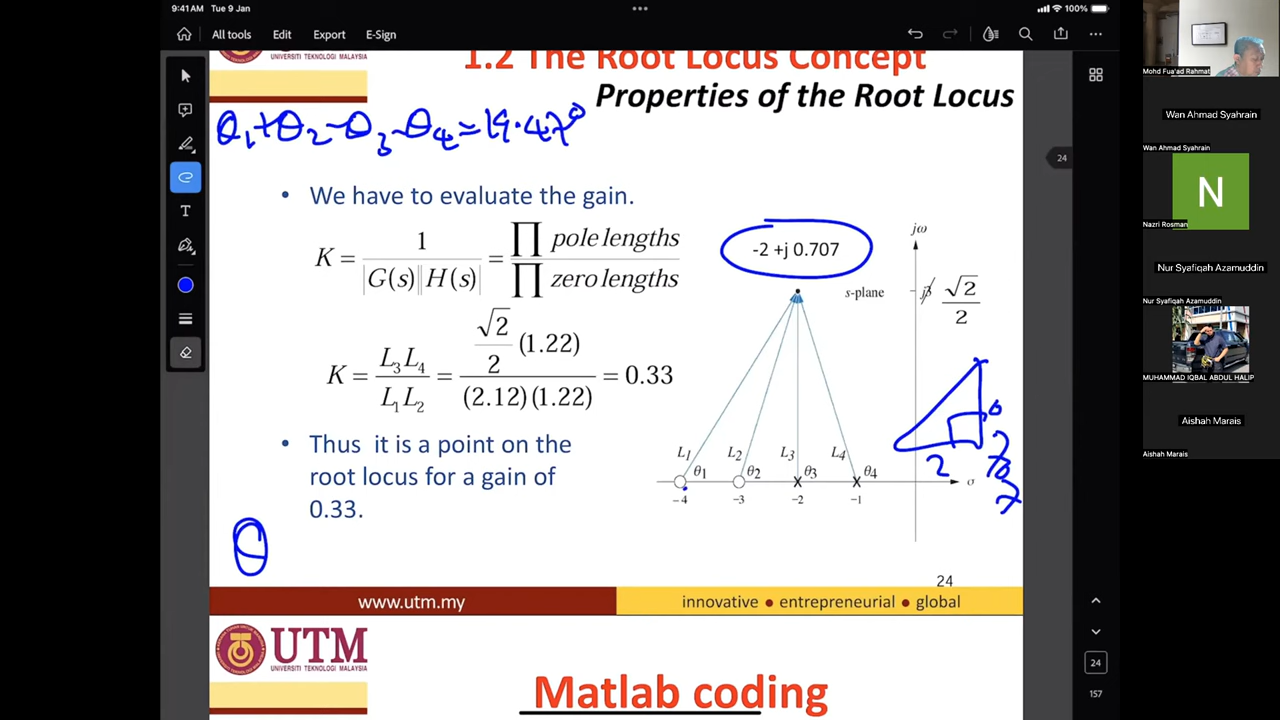 9:41 AM Tue 9 Jan
100%
All tools Edit Export E-Sign
UNIVERSITI TEKNOLOGI MALAYSIA
1.2 The Root Locus Concept
Properties of the Root Locus
θ₁+θ₂-θ₃-θ₄=19.47°
24
• We have to evaluate the gain.
K = 1 / |G(s)||H(s)| = ∏ pole lengths / ∏ zero lengths
K = L₃L₄ / L₁L₂ = √2/2 (1.22) / (2.12)(1.22) = 0.33
• Thus it is a point on the
root locus for a gain of
0.33.
θ
-2 +j 0.707
jω
s-plane
√2
2
L₁ L₂ L₃ L₄
θ₁ θ₂ θ₃ θ₄
σ
-4 -3 -2 -1
2
24
www.utm.my
innovative ● entrepreneurial ● global
UTM
UNIVERSITI TEKNOLOGI MALAYSIA
Matlab coding
24
157
Mohd Fua'ad Rahmat
Wan Ahmad Syahrain
Wan Ahmad Syahrain
N
Nazri Rosman
Nur Syafiqah Azamuddin
Nur Syafiqah Azamuddin
MUHAMMAD IQBAL ABDUL HALIP
Aishah Marais
Aishah Marais